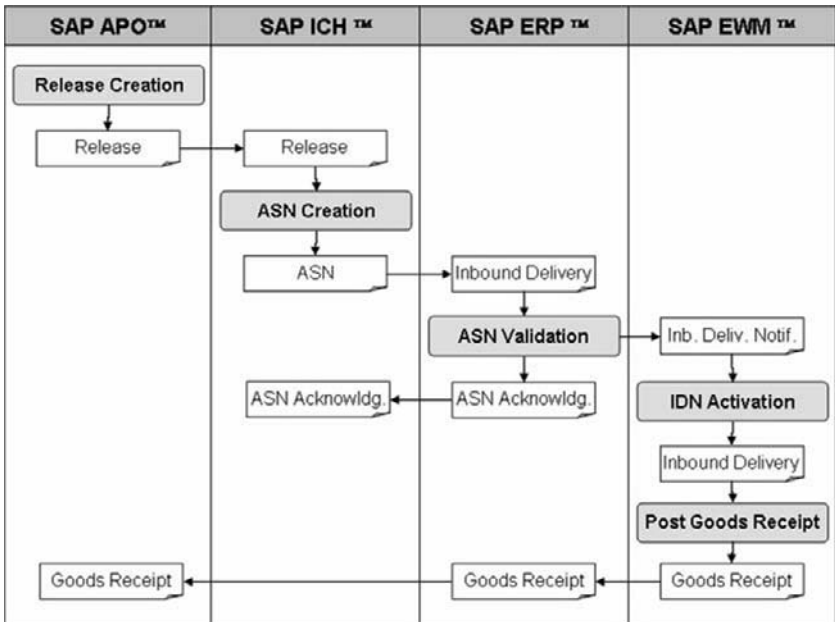 SAP APO™
SAP ICH ™
SAP ERP ™
SAP EWM ™
Release Creation
Release
Release
ASN Creation
ASN
Inbound Delivery
ASN Validation
Inb. Deliv. Notif.
ASN Acknowldg.
ASN Acknowldg.
IDN Activation
Inbound Delivery
Post Goods Receipt
Goods Receipt
Goods Receipt
Goods Receipt